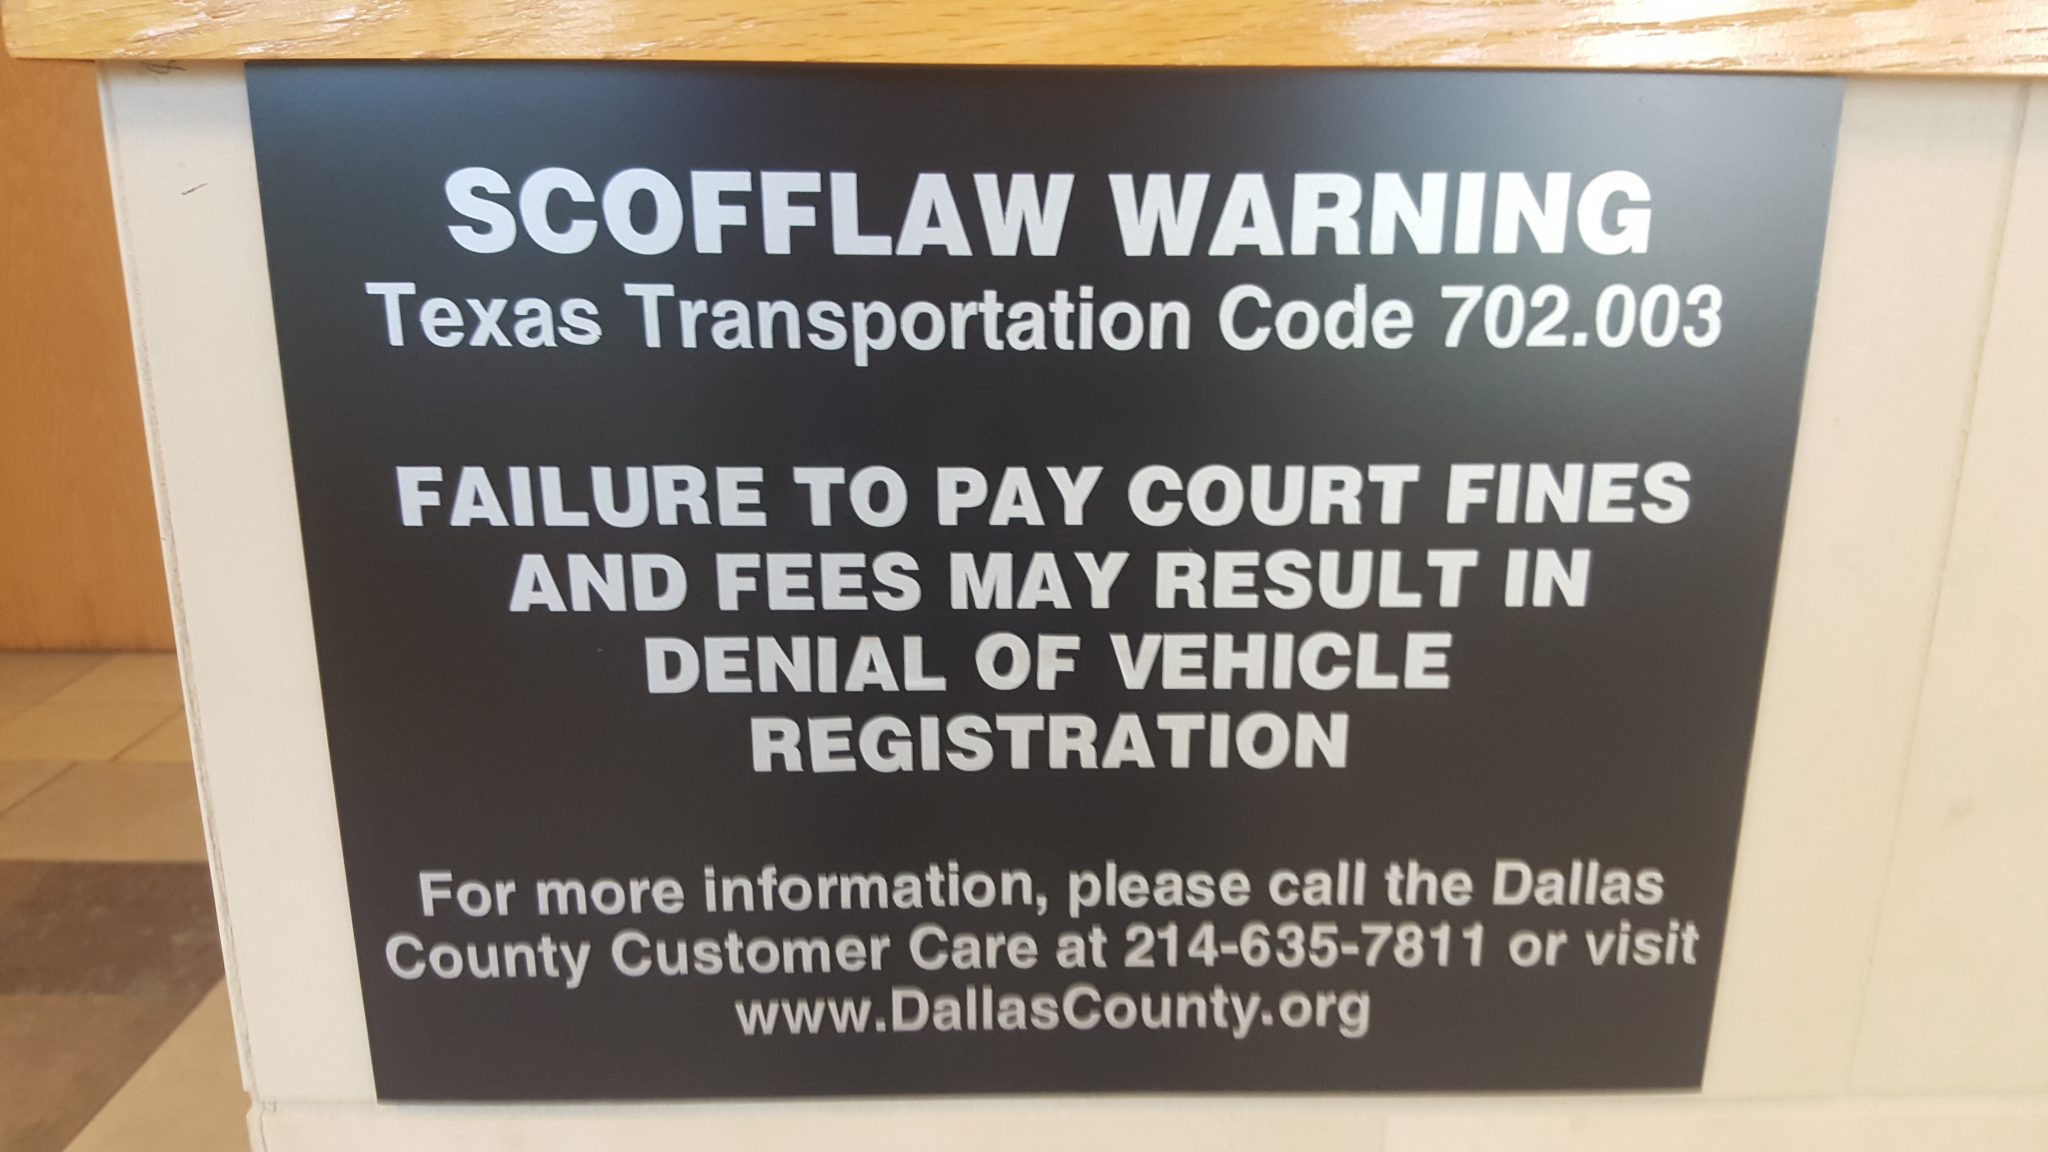 SCOFFLAW WARNING
Texas Transportation Code 702.003
FAILURE TO PAY COURT FINES
AND FEES MAY RESULT IN
DENIAL OF VEHICLE
REGISTRATION
For more information, please call the Dallas
County Customer Care at 214-635-7811 or visit
www.DallasCounty.org